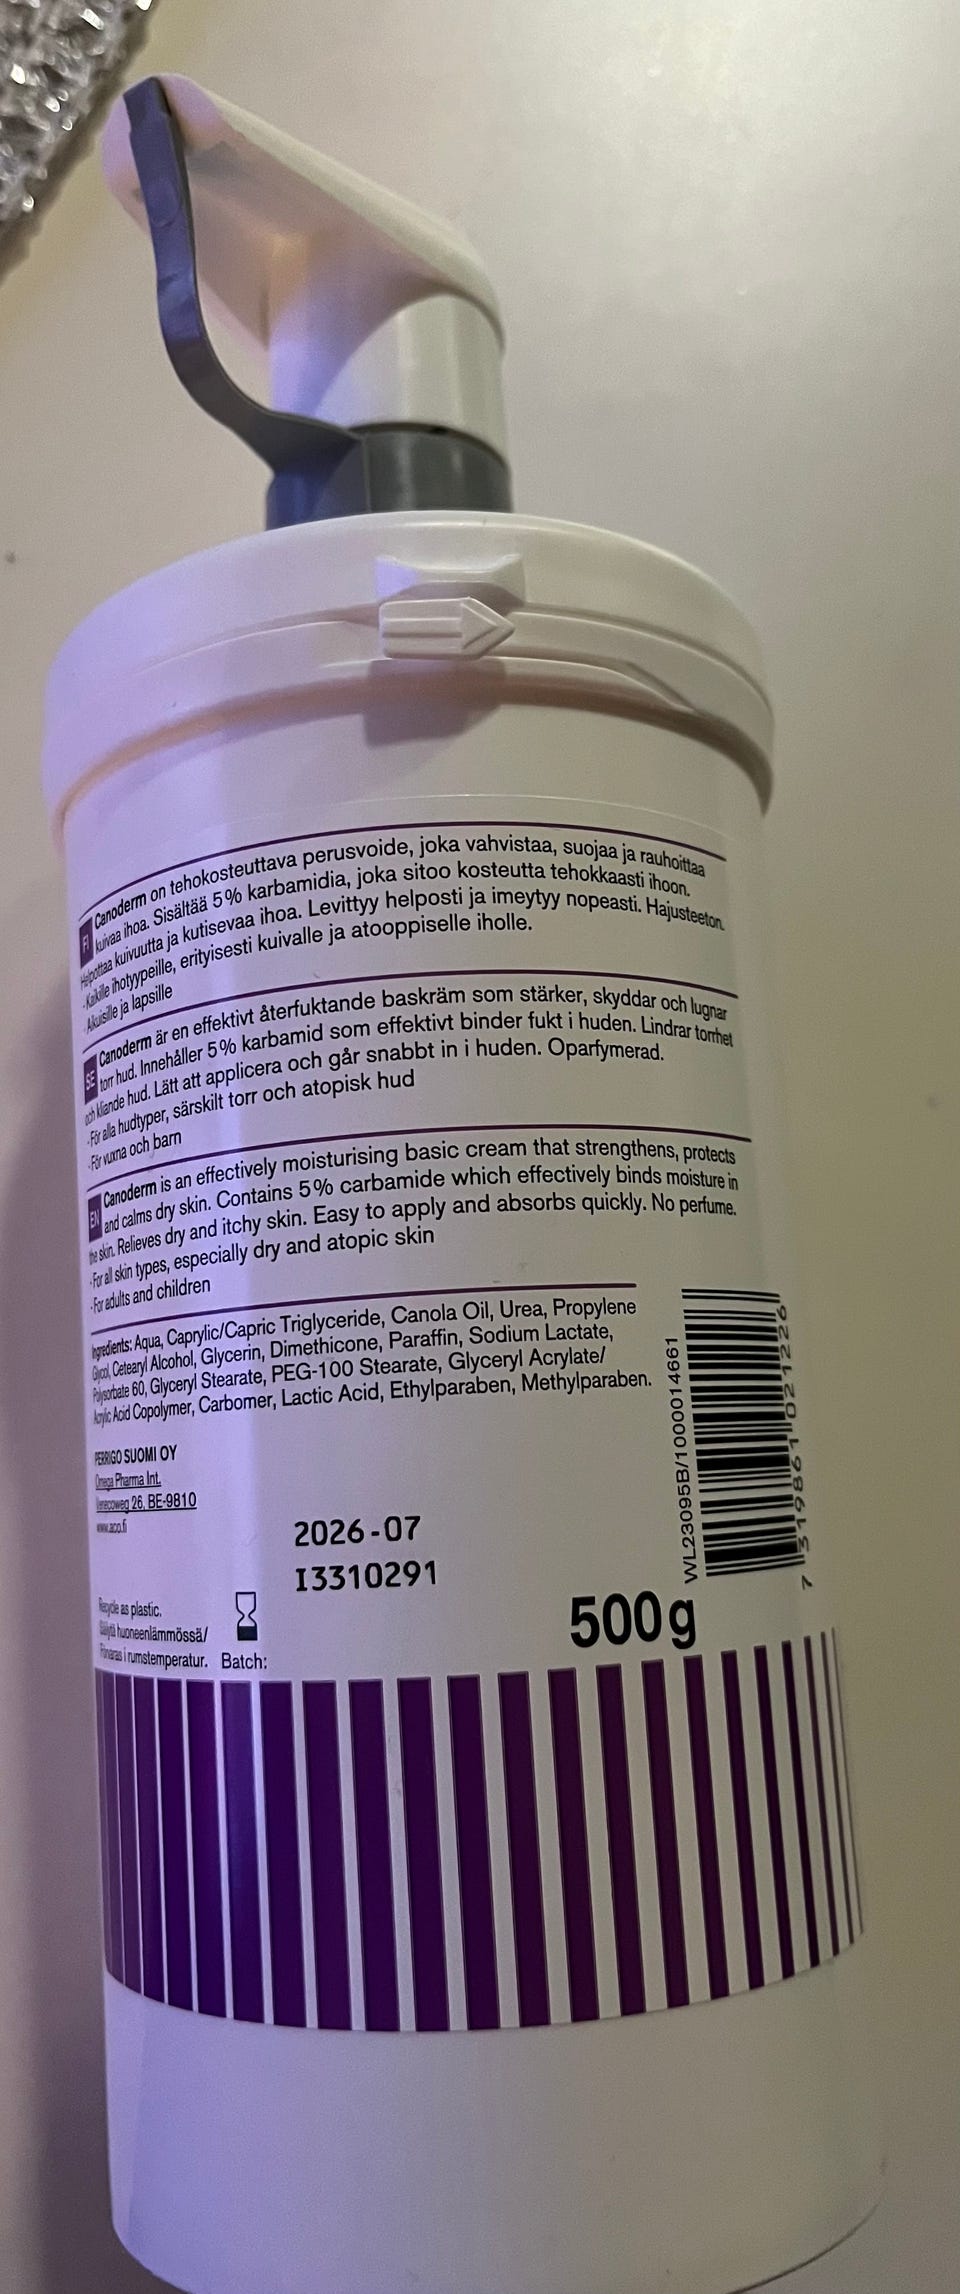 FI Canoderm on tehokosteuttava perusvoide, joka vahvistaa, suojaa ja rauhoittaa
kuivaa ihoa. Sisältää 5% karbamidia, joka sitoo kosteutta tehokkaasti ihoon.
Helpottaa kuivuutta ja kutisevaa ihoa. Levittyy helposti ja imeytyy nopeasti. Hajusteeton.
· Kaikille ihotyypeille, erityisesti kuivalle ja atooppiselle iholle.
· Aikuisille ja lapsille
SE Canoderm är en effektivt återfuktande baskräm som stärker, skyddar och lugnar
torr hud. Innehåller 5% karbamid som effektivt binder fukt i huden. Lindrar torrhet
och kliande hud. Lätt att applicera och går snabbt in i huden. Oparfymerad.
· För alla hudtyper, särskilt torr och atopisk hud
· För vuxna och barn
EN Canoderm is an effectively moisturising basic cream that strengthens, protects
and calms dry skin. Contains 5% carbamide which effectively binds moisture in
the skin. Relieves dry and itchy skin. Easy to apply and absorbs quickly. No perfume.
· For all skin types, especially dry and atopic skin
· For adults and children
Ingredients: Aqua, Caprylic/Capric Triglyceride, Canola Oil, Urea, Propylene
Glycol, Cetearyl Alcohol, Glycerin, Dimethicone, Paraffin, Sodium Lactate,
Polysorbate 60, Glyceryl Stearate, PEG-100 Stearate, Glyceryl Acrylate/
Acrylic Acid Copolymer, Carbomer, Lactic Acid, Ethylparaben, Methylparaben.
PERRIGO SUOMI OY
Omega Pharma Int.
Venecoweg 26, BE-9810
www.aco.fi
2026-07
I3310291
WL23095B/1000014661
7 319861 021226
500g
Recycle as plastic.
Säilytä huoneenlämmössä/
Förvaras i rumstemperatur.
Batch: